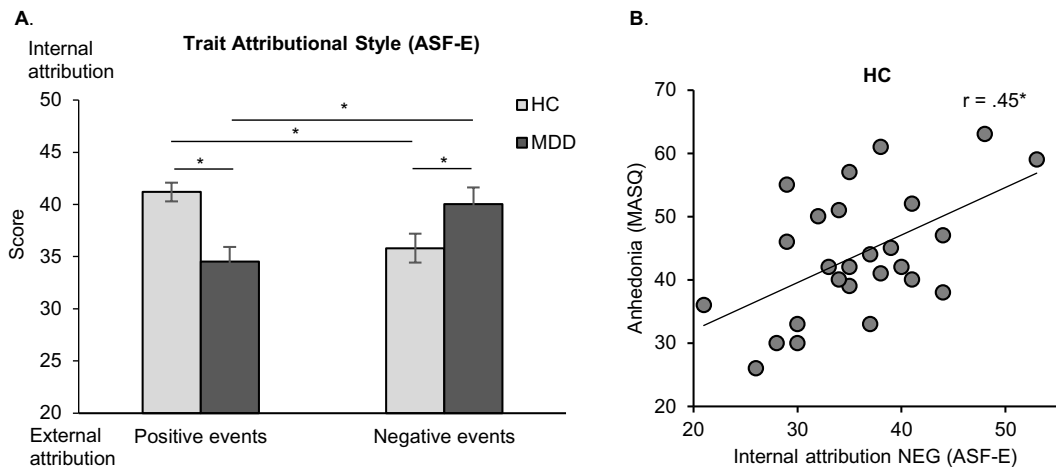 A.
Trait Attributional Style (ASF-E)
Internal
attribution
50
45
40
35
30
25
20
Score
External
attribution
Positive events
Negative events
*
*
*
*
HC
MDD
B.
HC
r = .45*
70
60
50
40
30
20
Anhedonia (MASQ)
20 30 40 50
Internal attribution NEG (ASF-E)